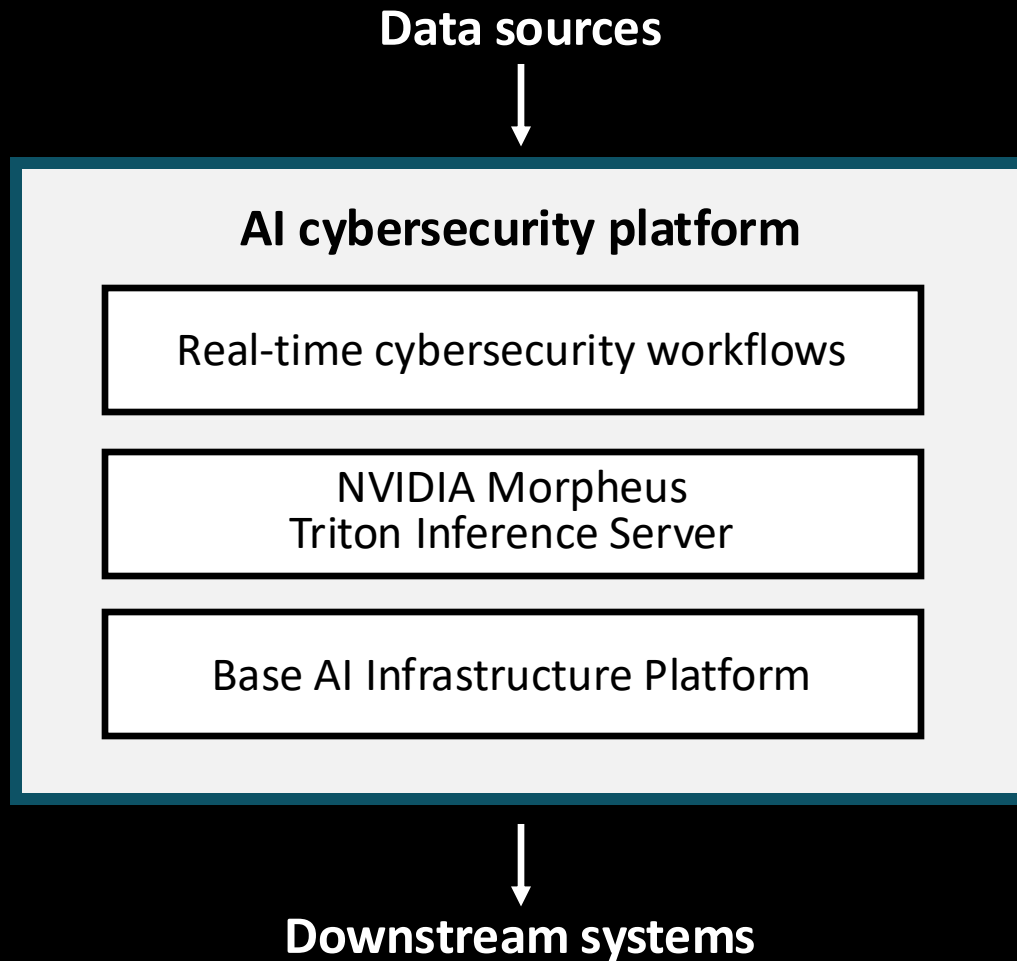 Data sources
AI cybersecurity platform
Real-time cybersecurity workflows
NVIDIA Morpheus
Triton Inference Server
Base AI Infrastructure Platform
Downstream systems